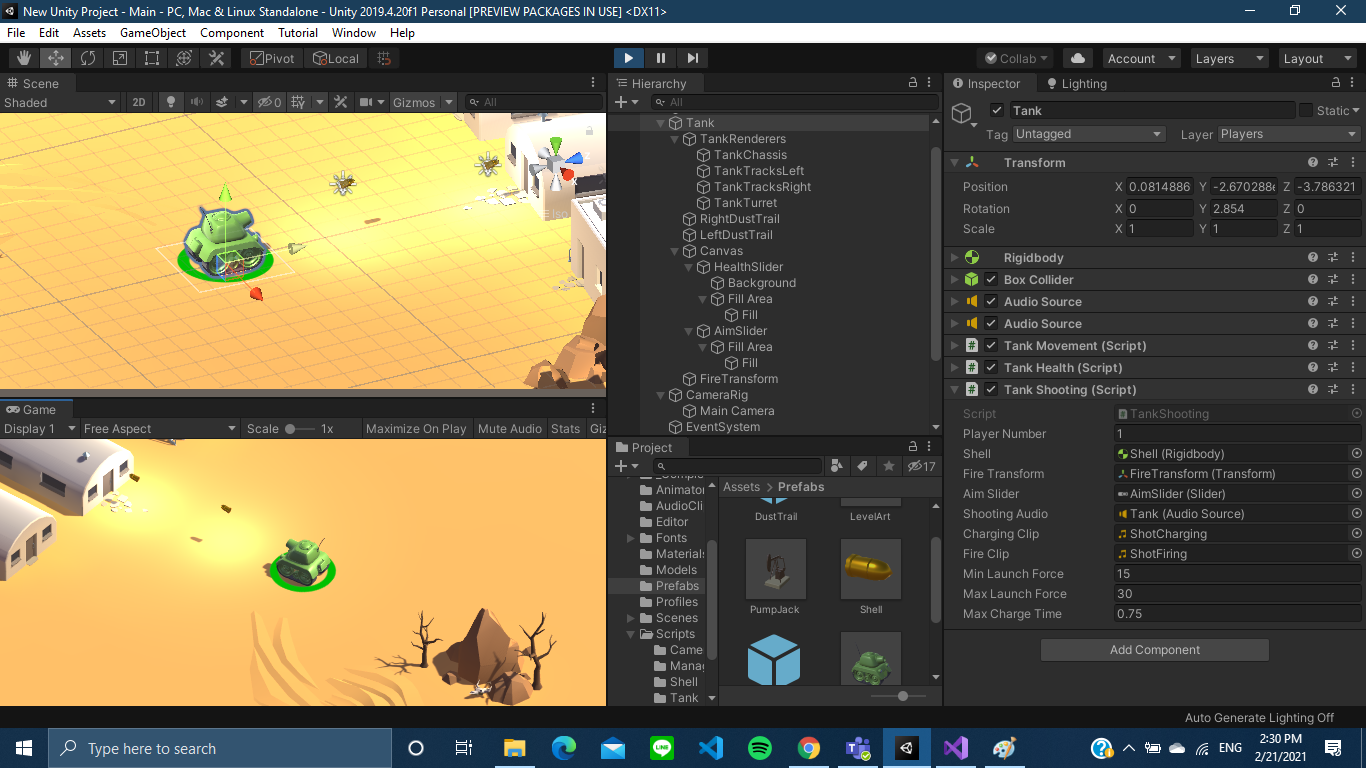 New Unity Project - Main - PC, Mac & Linux Standalone - Unity 2019.4.20f1 Personal [PREVIEW PACKAGES IN USE] <DX11>
File Edit Assets GameObject Component Tutorial Window Help
Pivot Local Collab Account Layers Layout
Scene
Shaded 2D 0 Gizmos All
Iso
Game
Display 1 Free Aspect Scale 1x Maximize On Play Mute Audio Stats Giz
Hierarchy
All
Tank
TankRenderers
TankChassis
TankTracksLeft
TankTracksRight
TankTurret
RightDustTrail
LeftDustTrail
Canvas
HealthSlider
Background
Fill Area
Fill
AimSlider
Fill Area
Fill
FireTransform
CameraRig
Main Camera
EventSystem
Project
17
Animator
AudioCli
Editor
Fonts
Materials
Models
Prefabs
Profiles
Scenes
Scripts
Came
Manag
Shell
Tank
Assets > Prefabs
DustTrail LevelArt
PumpJack Shell
Inspector Lighting
Tank Static
Tag Untagged Layer Players
Transform
Position X 0.0814886 Y -2.670288e Z -3.786321
Rotation X 0 Y 2.854 Z 0
Scale X 1 Y 1 Z 1
Rigidbody
Box Collider
Audio Source
Audio Source
Tank Movement (Script)
Tank Health (Script)
Tank Shooting (Script)
Script TankShooting
Player Number 1
Shell Shell (Rigidbody)
Fire Transform FireTransform (Transform)
Aim Slider AimSlider (Slider)
Shooting Audio Tank (Audio Source)
Charging Clip ShotCharging
Fire Clip ShotFiring
Min Launch Force 15
Max Launch Force 30
Max Charge Time 0.75
Add Component
Auto Generate Lighting Off
Type here to search
LINE
ENG
2:30 PM
2/21/2021